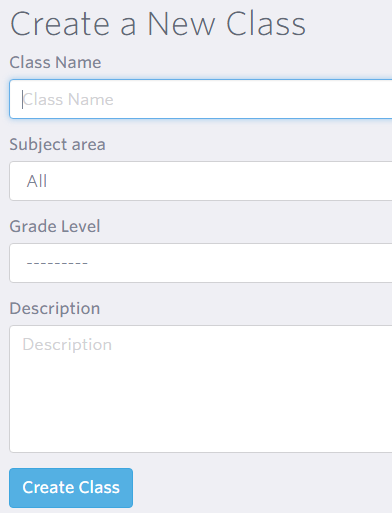 Create a New Class
Class Name
Class Name
Subject area
All
Grade Level
---------
Description
Description
Create Class